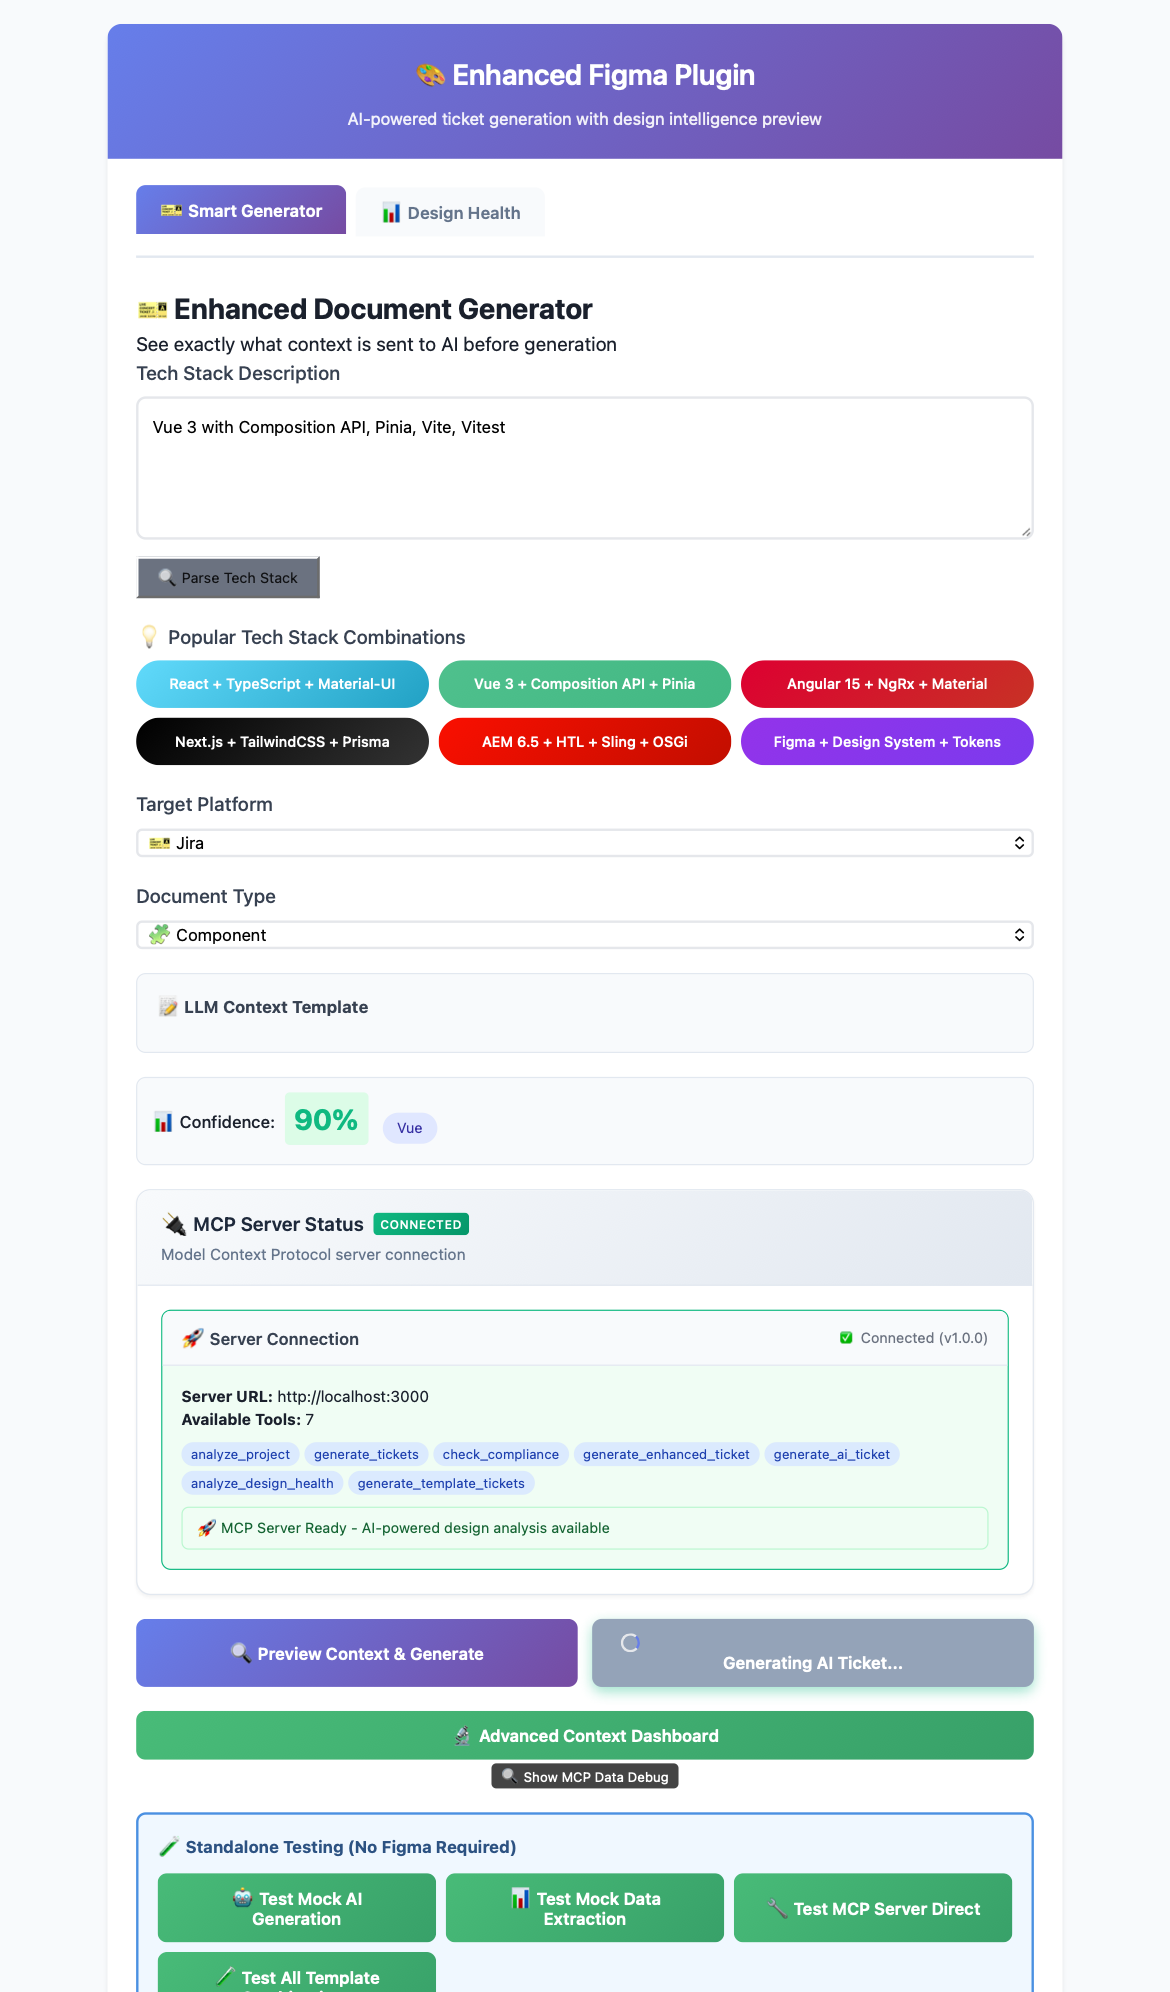 Enhanced Figma Plugin
AI-powered ticket generation with design intelligence preview
Smart Generator
Design Health
Enhanced Document Generator
See exactly what context is sent to AI before generation
Tech Stack Description
Vue 3 with Composition API, Pinia, Vite, Vitest
Parse Tech Stack
Popular Tech Stack Combinations
React + TypeScript + Material-UI
Vue 3 + Composition API + Pinia
Angular 15 + NgRx + Material
Next.js + TailwindCSS + Prisma
AEM 6.5 + HTL + Sling + OSGi
Figma + Design System + Tokens
Target Platform
Jira
Document Type
Component
LLM Context Template
Confidence: 90% Vue
MCP Server Status CONNECTED
Model Context Protocol server connection
Server Connection
Connected (v1.0.0)
Server URL: http://localhost:3000
Available Tools: 7
analyze_project generate_tickets check_compliance generate_enhanced_ticket generate_ai_ticket
analyze_design_health generate_template_tickets
MCP Server Ready - AI-powered design analysis available
Preview Context & Generate
Generating AI Ticket...
Advanced Context Dashboard
Show MCP Data Debug
Standalone Testing (No Figma Required)
Test Mock AI
Generation
Test Mock Data
Extraction
Test MCP Server Direct
Test All Template